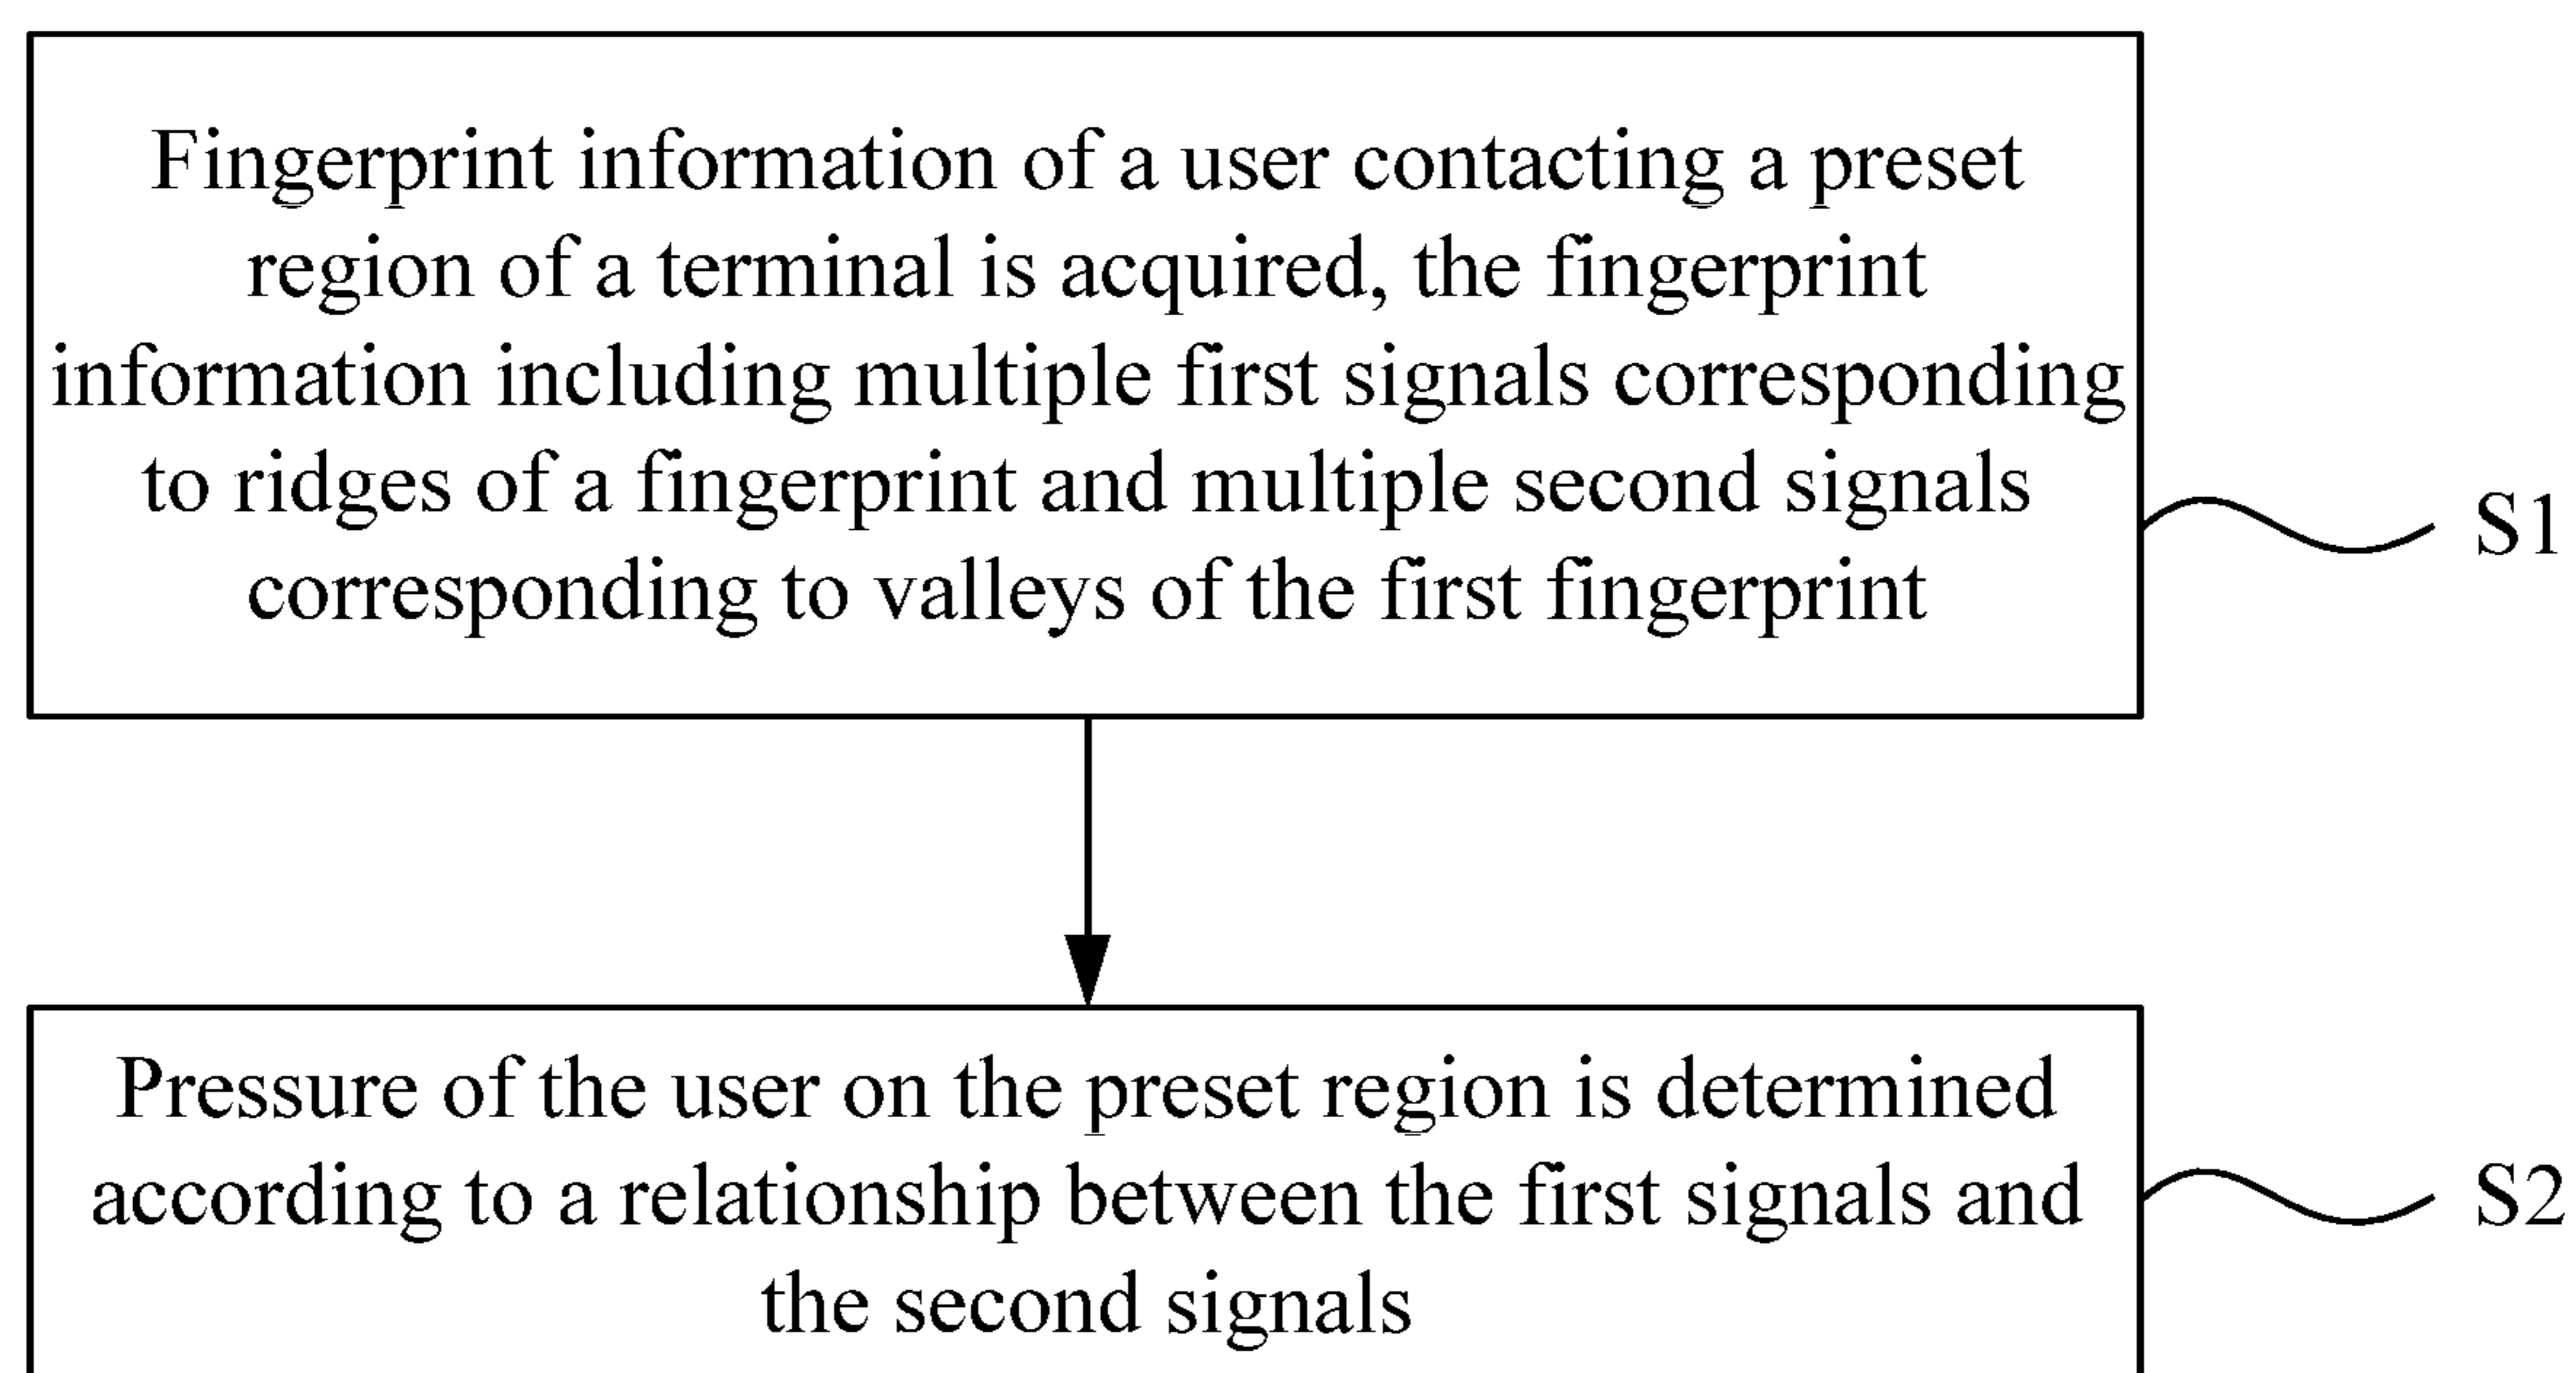 Fingerprint information of a user contacting a preset
region of a terminal is acquired, the fingerprint
information including multiple first signals corresponding
to ridges of a fingerprint and multiple second signals
corresponding to valleys of the first fingerprint
S1
Pressure of the user on the preset region is determined
according to a relationship between the first signals and
the second signals
S2